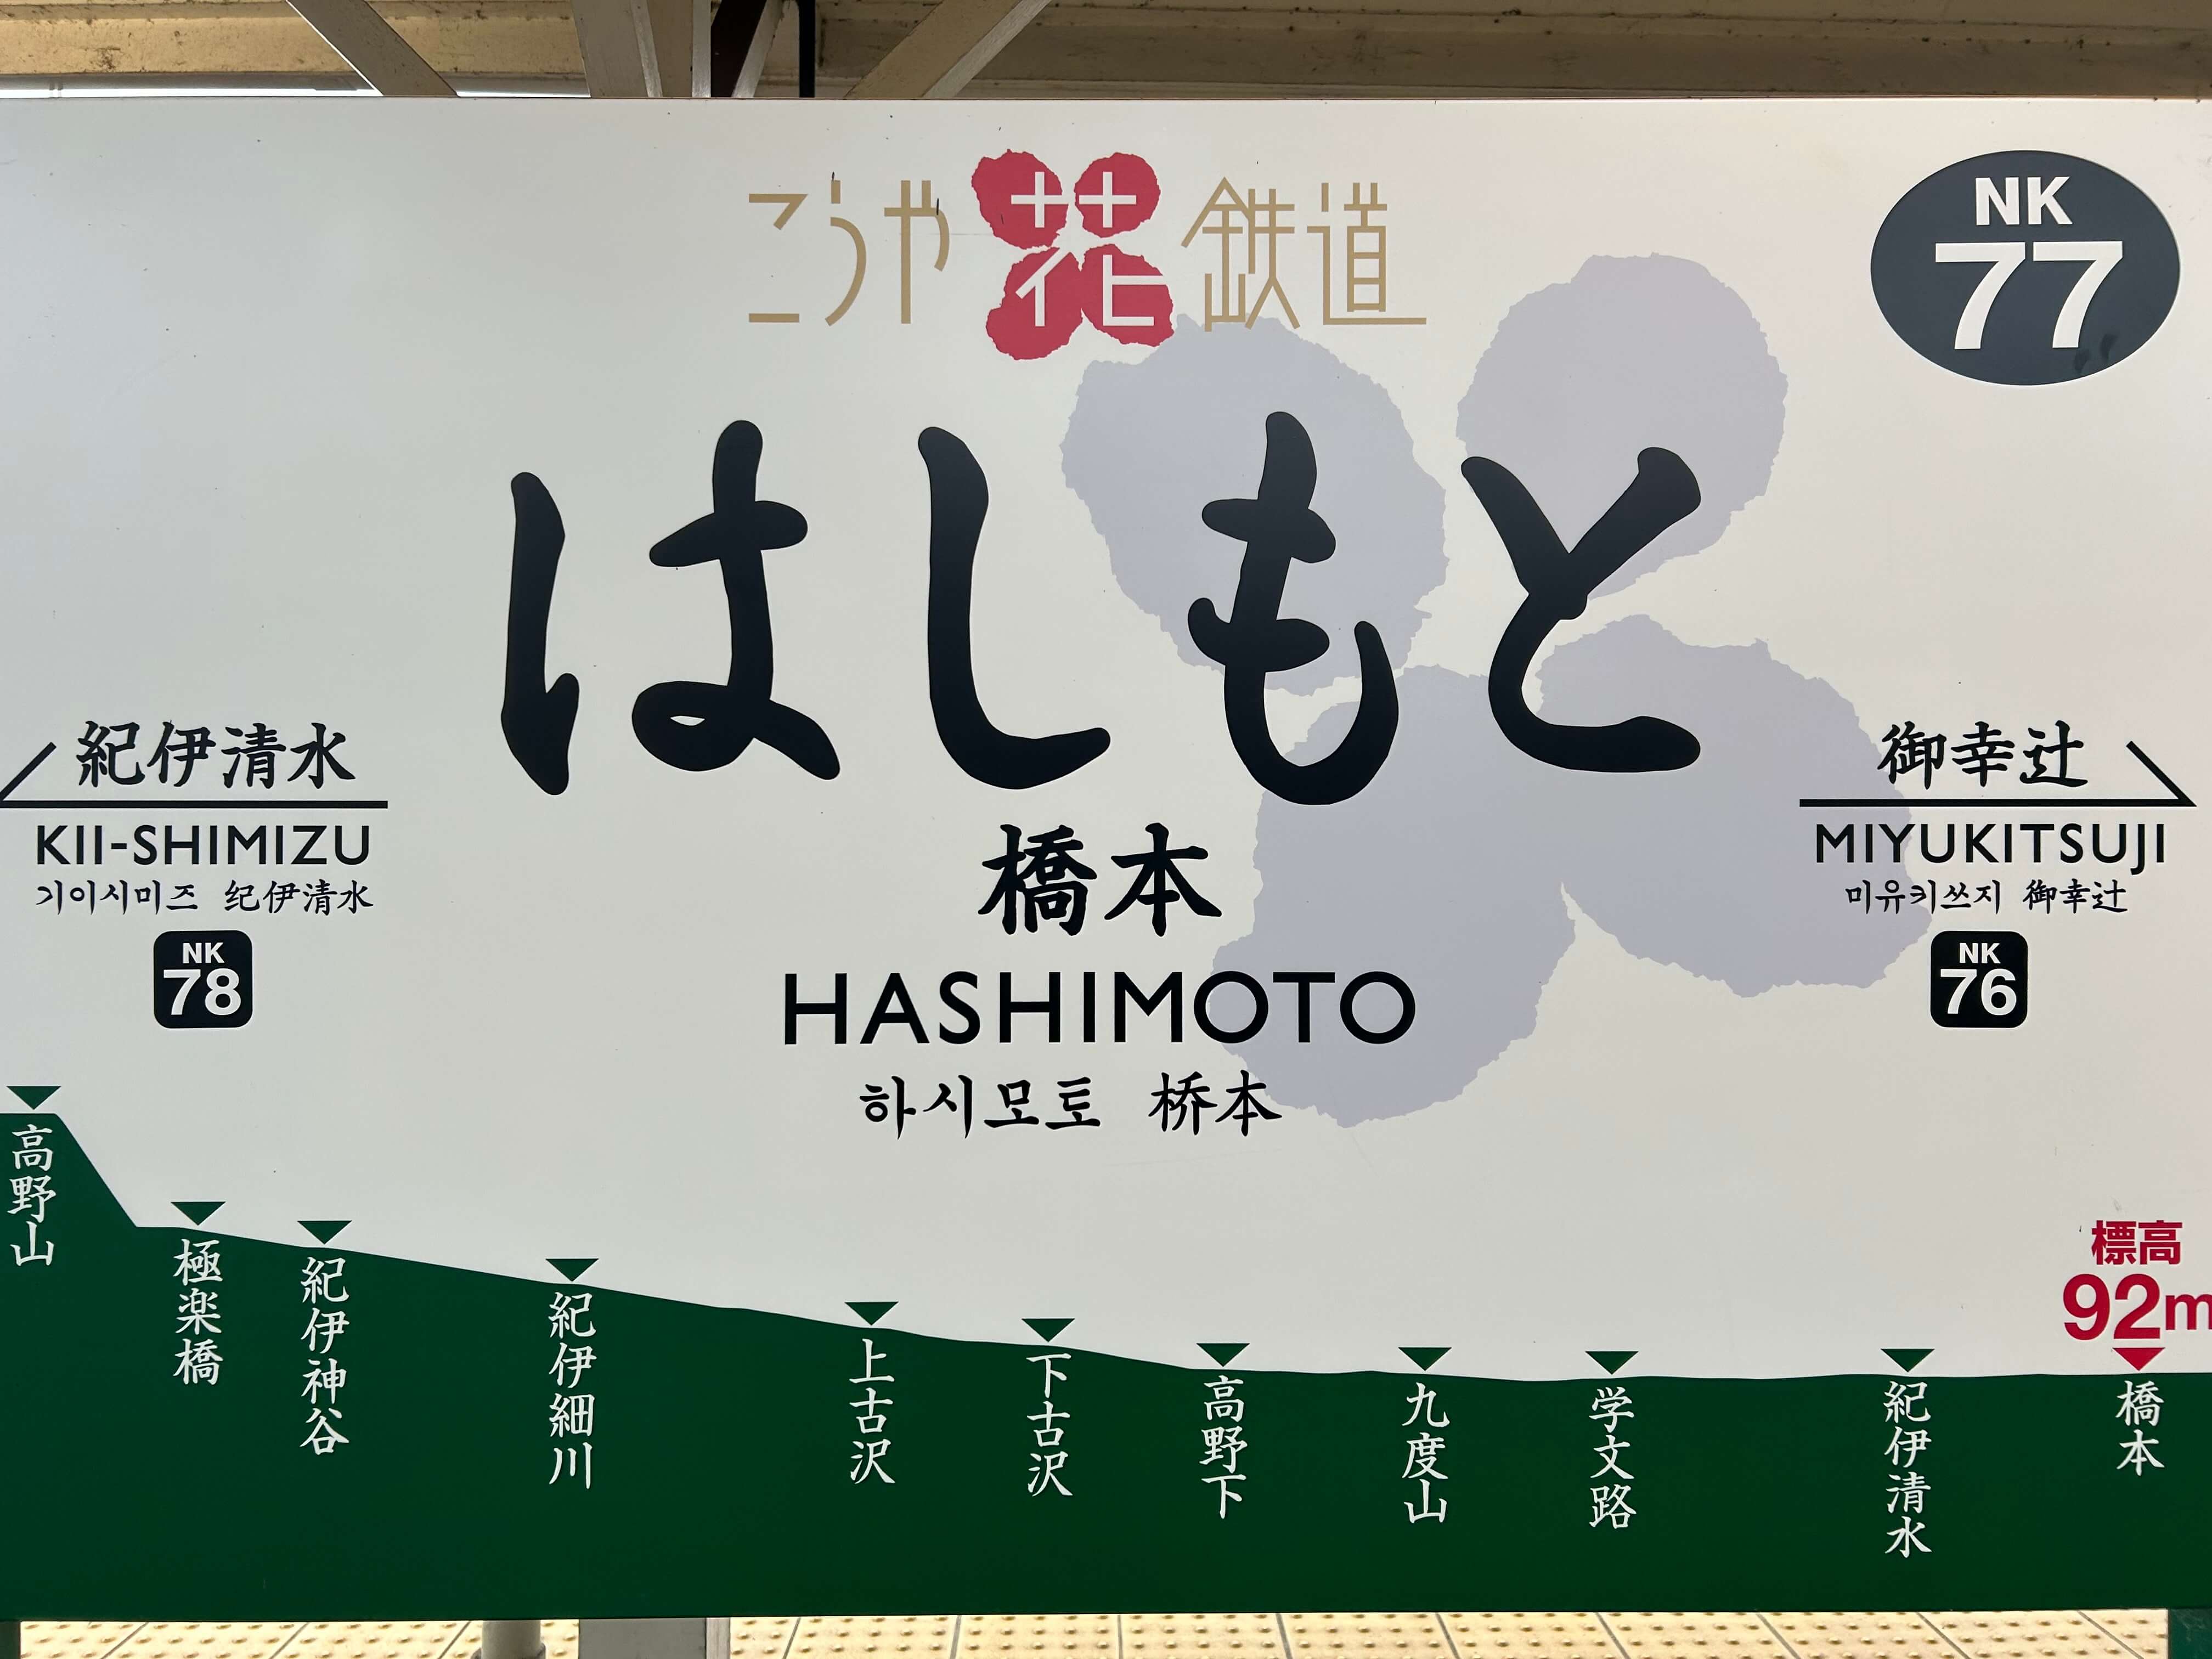 こうや花鉄道
NK
77
はしもと
橋本
HASHIMOTO
하시모토 桥本
紀伊清水
KII-SHIMIZU
기이시미즈 纪伊清水
NK
78
御幸辻
MIYUKITSUJI
미유키쓰지 御幸辻
NK
76
高野山
極楽橋
紀伊神谷
紀伊細川
上古沢
下古沢
高野下
九度山
学文路
紀伊清水
標高
92m
橋本